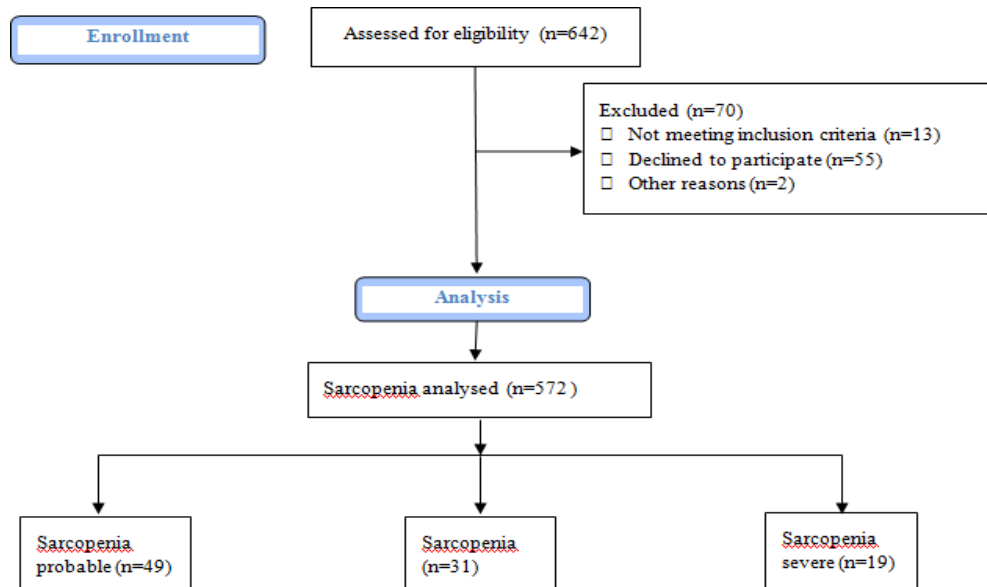 Enrollment
Assessed for eligibility (n=642)
Excluded (n=70)
☐ Not meeting inclusion criteria (n=13)
☐ Declined to participate (n=55)
☐ Other reasons (n=2)
Analysis
Sarcopenia analysed (n=572 )
Sarcopenia
probable (n=49)
Sarcopenia
(n=31)
Sarcopenia
severe (n=19)